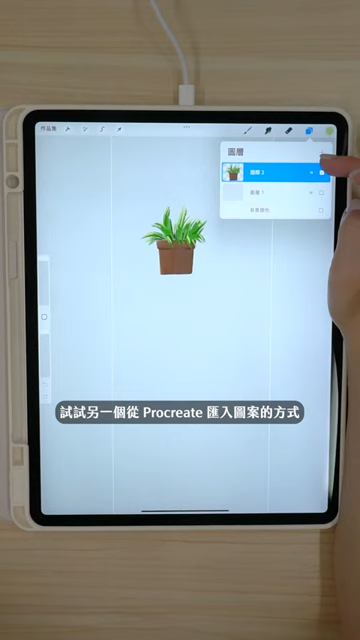 作品集
圖層
圖層 2
圖層 1
背景顏色
試試另一個從 Procreate 匯入圖案的方式